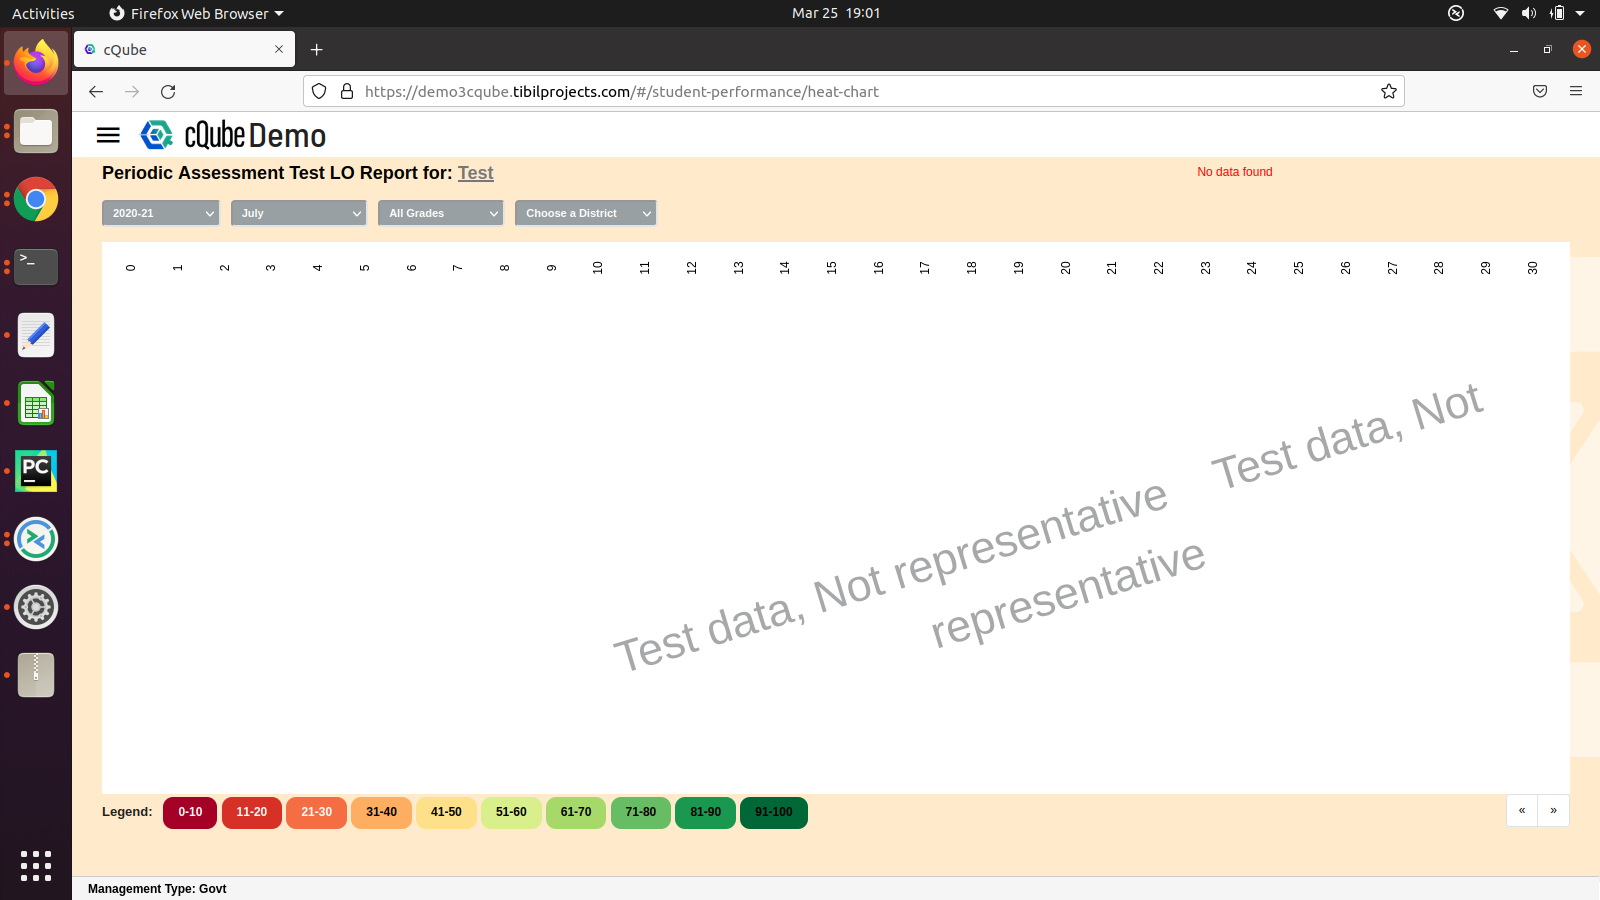 Activities
Firefox Web Browser
Mar 25 19:01
cQube
https://demo3cqube.tibilprojects.com/#/student-performance/heat-chart
cQube Demo
Periodic Assessment Test LO Report for: Test
No data found
2020-21
July
All Grades
Choose a District
0 1 2 3 4 5 6 7 8 9 10 11 12 13 14 15 16 17 18 19 20 21 22 23 24 25 26 27 28 29 30
Test data, Not representative Test data, Not
representative
Legend: 0-10 11-20 21-30 31-40 41-50 51-60 61-70 71-80 81-90 91-100
« »
Management Type: Govt
>_
PC